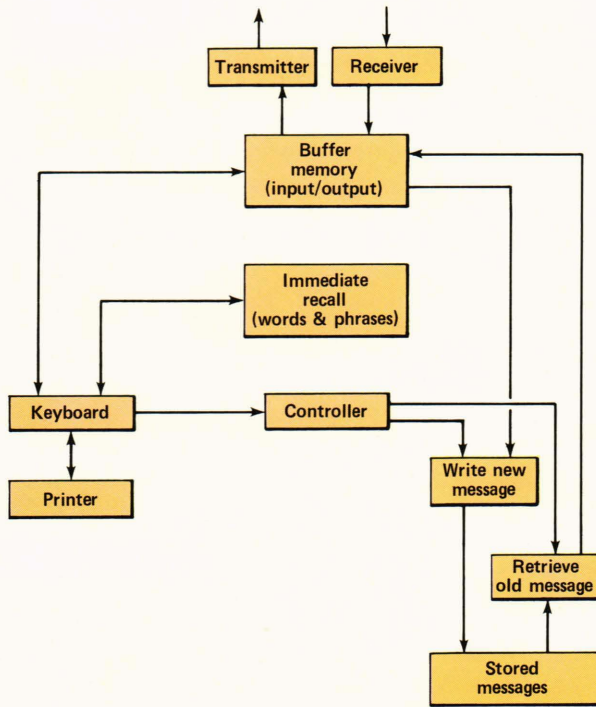 Transmitter
Receiver
Buffer
memory
(input/output)
Immediate
recall
(words & phrases)
Keyboard
Controller
Write new
message
Printer
Retrieve
old message
Stored
messages